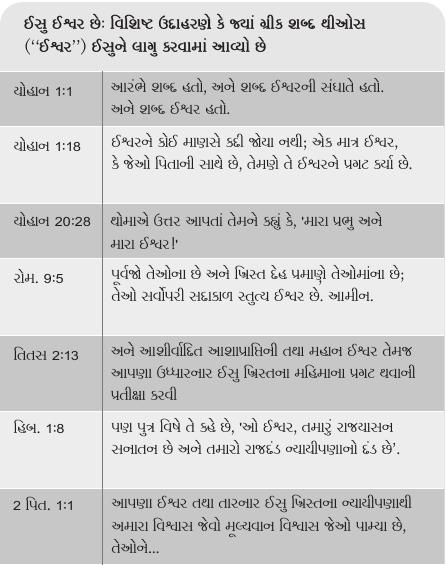 ઈસુ ઈશ્વર છેઃ વિશિષ્ટ ઉદાહરણે કે જ્યાં ગ્રીક શબ્દ થીઓસ
(“ઈશ્વર”) ઈસુને લાગુ કરવામાં આવ્યો છે
યોહાન 1:1
આરંભે શબ્દ હતો, અને શબ્દ ઈશ્વરની સંઘાતે હતો.
અને શબ્દ ઈશ્વર હતો.
યોહાન 1:18
ઈશ્વરને કોઈ માણસે કદી જોયા નથી; એક માત્ર ઈશ્વર,
કે જેઓ પિતાની સાથે છે, તેમણે તે ઈશ્વરને પ્રગટ કર્યા છે.
યોહાન 20:28
થોમાએ ઉત્તર આપતાં તેમને કહ્યું કે, 'મારા પ્રભુ અને
મારા ઈશ્વર!'
રોમ. 9:5
પૂર્વજો તેઓના છે અને ખ્રિસ્ત દેહ પ્રમાણે તેઓમાંના છે;
તેઓ સર્વોપરી સદાકાળ સ્તુત્ય ઈશ્વર છે. આમીન.
તિતસ 2:13
અને આશીર્વાદિત આશાપ્રાપ્તિની તથા મહાન ઈશ્વર તેમજ
આપણા ઉધ્ધારનાર ઈસુ ખ્રિસ્તના મહિમાના પ્રગટ થવાની
પ્રતીક્ષા કરવી
હિબ. 1:8
પણ પુત્ર વિષે તે કહે છે, 'ઓ ઈશ્વર, તમારું રાજયાસન
સનાતન છે અને તમારો રાજદંડ ન્યાયીપણાનો દંડ છે’.
2 પિત. 1:1
આપણા ઈશ્વર તથા તારનાર ઈસુ ખ્રિસ્તના ન્યાયીપણાથી
અમારા વિશ્વાસ જેવો મૂલ્યવાન વિશ્વાસ જેઓ પામ્યા છે,
તેઓને...